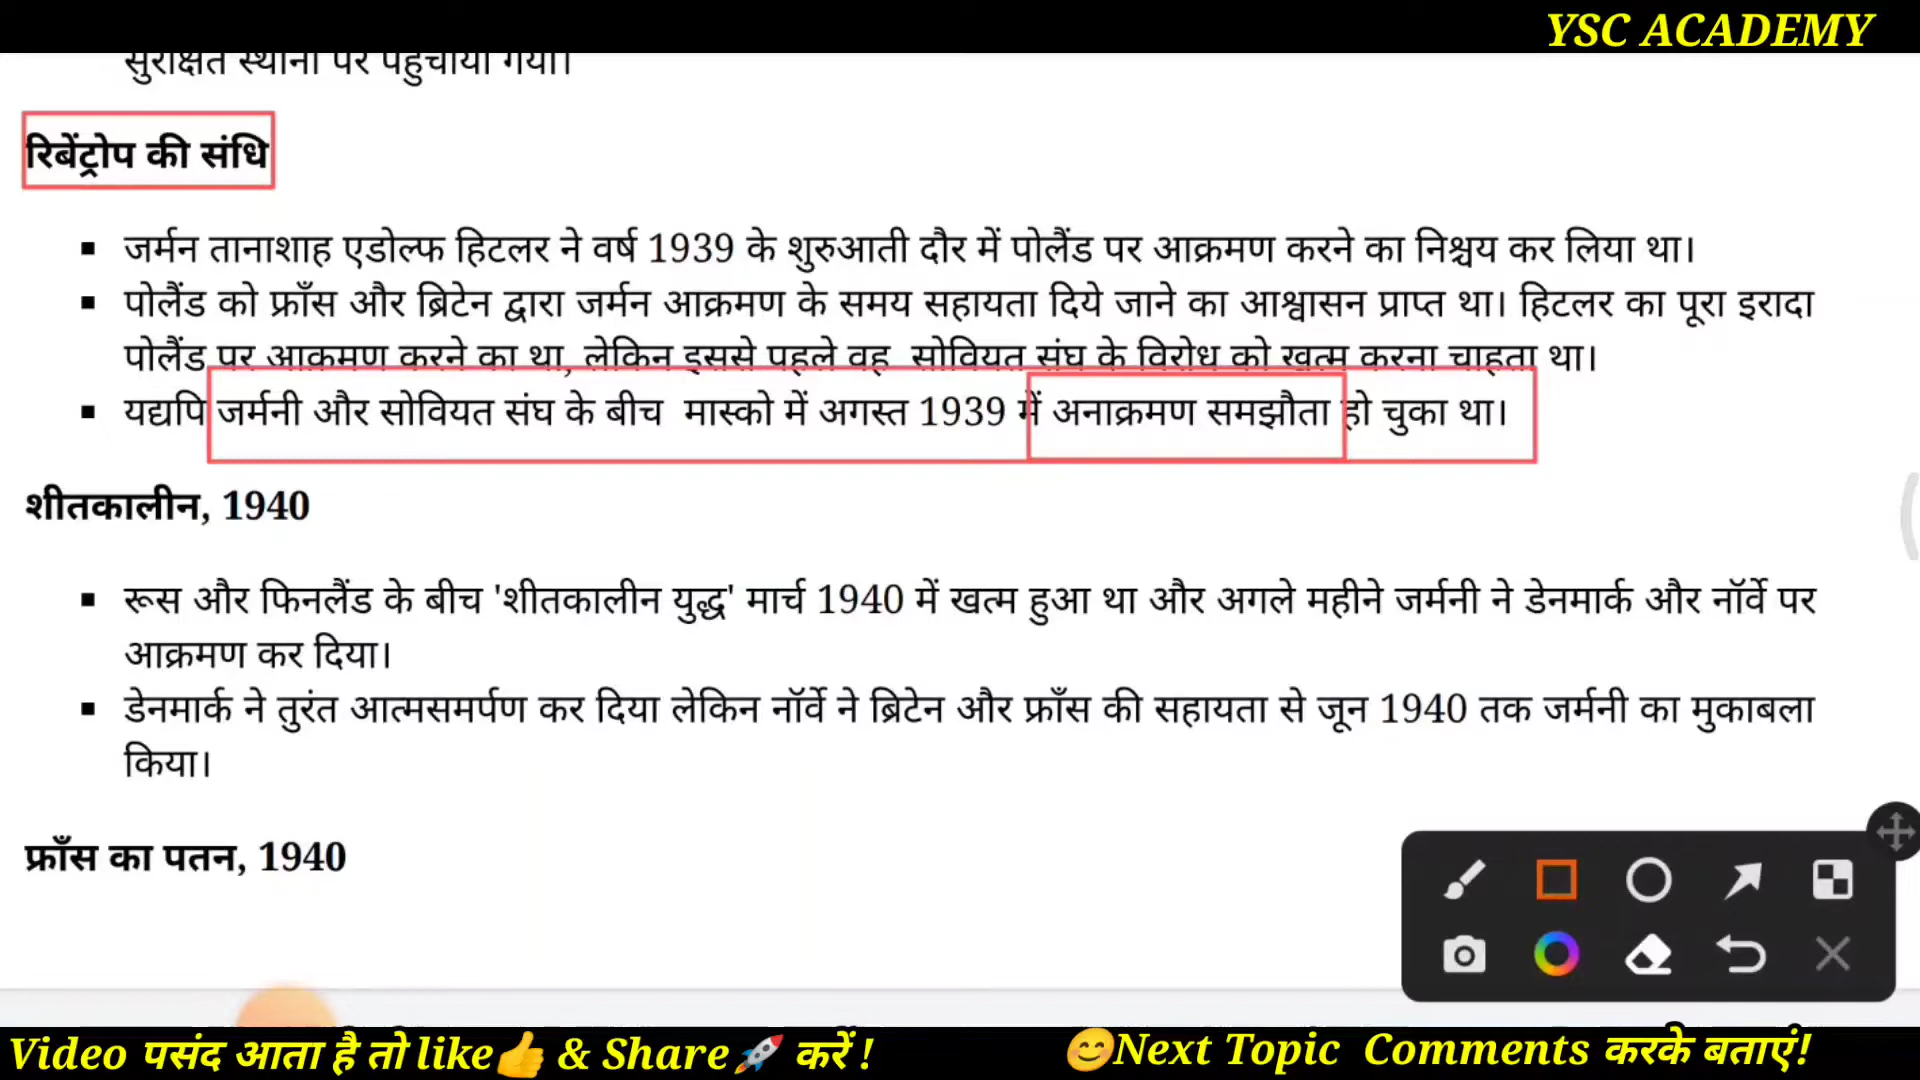 YSC ACADEMY
सुरक्षित स्थानों पर पहुँचाया गया।
रिबेंट्रोप की संधि
▪ जर्मन तानाशाह एडोल्फ हिटलर ने वर्ष 1939 के शुरुआती दौर में पोलैंड पर आक्रमण करने का निश्चय कर लिया था।
▪ पोलैंड को फ्राँस और ब्रिटेन द्वारा जर्मन आक्रमण के समय सहायता दिये जाने का आश्वासन प्राप्त था। हिटलर का पूरा इरादा
पोलैंड पर आक्रमण करने का था, लेकिन इससे पहले वह सोवियत संघ के विरोध को खत्म करना चाहता था।
▪ यद्यपि जर्मनी और सोवियत संघ के बीच मास्को में अगस्त 1939 में अनाक्रमण समझौता हो चुका था।
शीतकालीन, 1940
▪ रूस और फिनलैंड के बीच 'शीतकालीन युद्ध' मार्च 1940 में खत्म हुआ था और अगले महीने जर्मनी ने डेनमार्क और नॉर्वे पर
आक्रमण कर दिया।
▪ डेनमार्क ने तुरंत आत्मसमर्पण कर दिया लेकिन नॉर्वे ने ब्रिटेन और फ्राँस की सहायता से जून 1940 तक जर्मनी का मुकाबला
किया।
फ्राँस का पतन, 1940
Video पसंद आता है तो like👍 & Share🚀 करें !
😊Next Topic Comments करके बताएं!